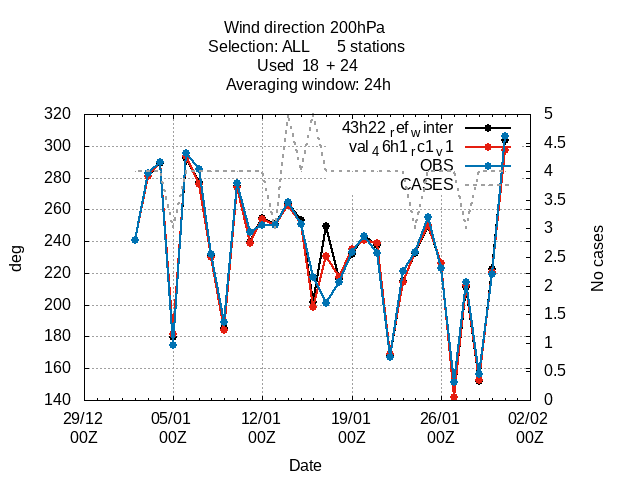 Wind direction 200hPa
Selection: ALL 5 stations
Used 18 + 24
Averaging window: 24h
320 5
43h22refwinter
300 4.5
val46h1rc1v1
OBS
280 4
CASES
260 3.5
240 3
220 2.5
200 2
180 1.5
160 1
140 0.5
0
deg
No cases
29/12 05/01 12/01 19/01 26/01 02/02
00Z 00Z 00Z 00Z 00Z 00Z
Date